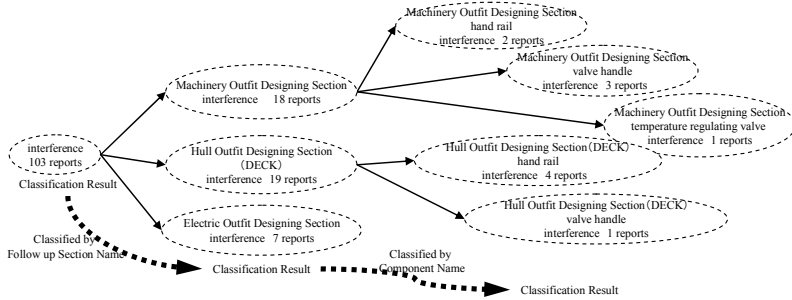 Machinery Outfit Designing Section
hand rail
interference 2 reports
Machinery Outfit Designing Section
valve handle
interference 3 reports
Machinery Outfit Designing Section
interference 18 reports
Machinery Outfit Designing Section
temperature regulating valve
interference 1 reports
interference
103 reports
Classification Result
Hull Outfit Designing Section
(DECK)
interference 19 reports
Hull Outfit Designing Section(DECK)
hand rail
interference 4 reports
Hull Outfit Designing Section(DECK)
valve handle
interference 1 reports
Electric Outfit Designing Section
interference 7 reports
Classified by
Follow up Section Name
Classification Result
Classified by
Component Name
Classification Result